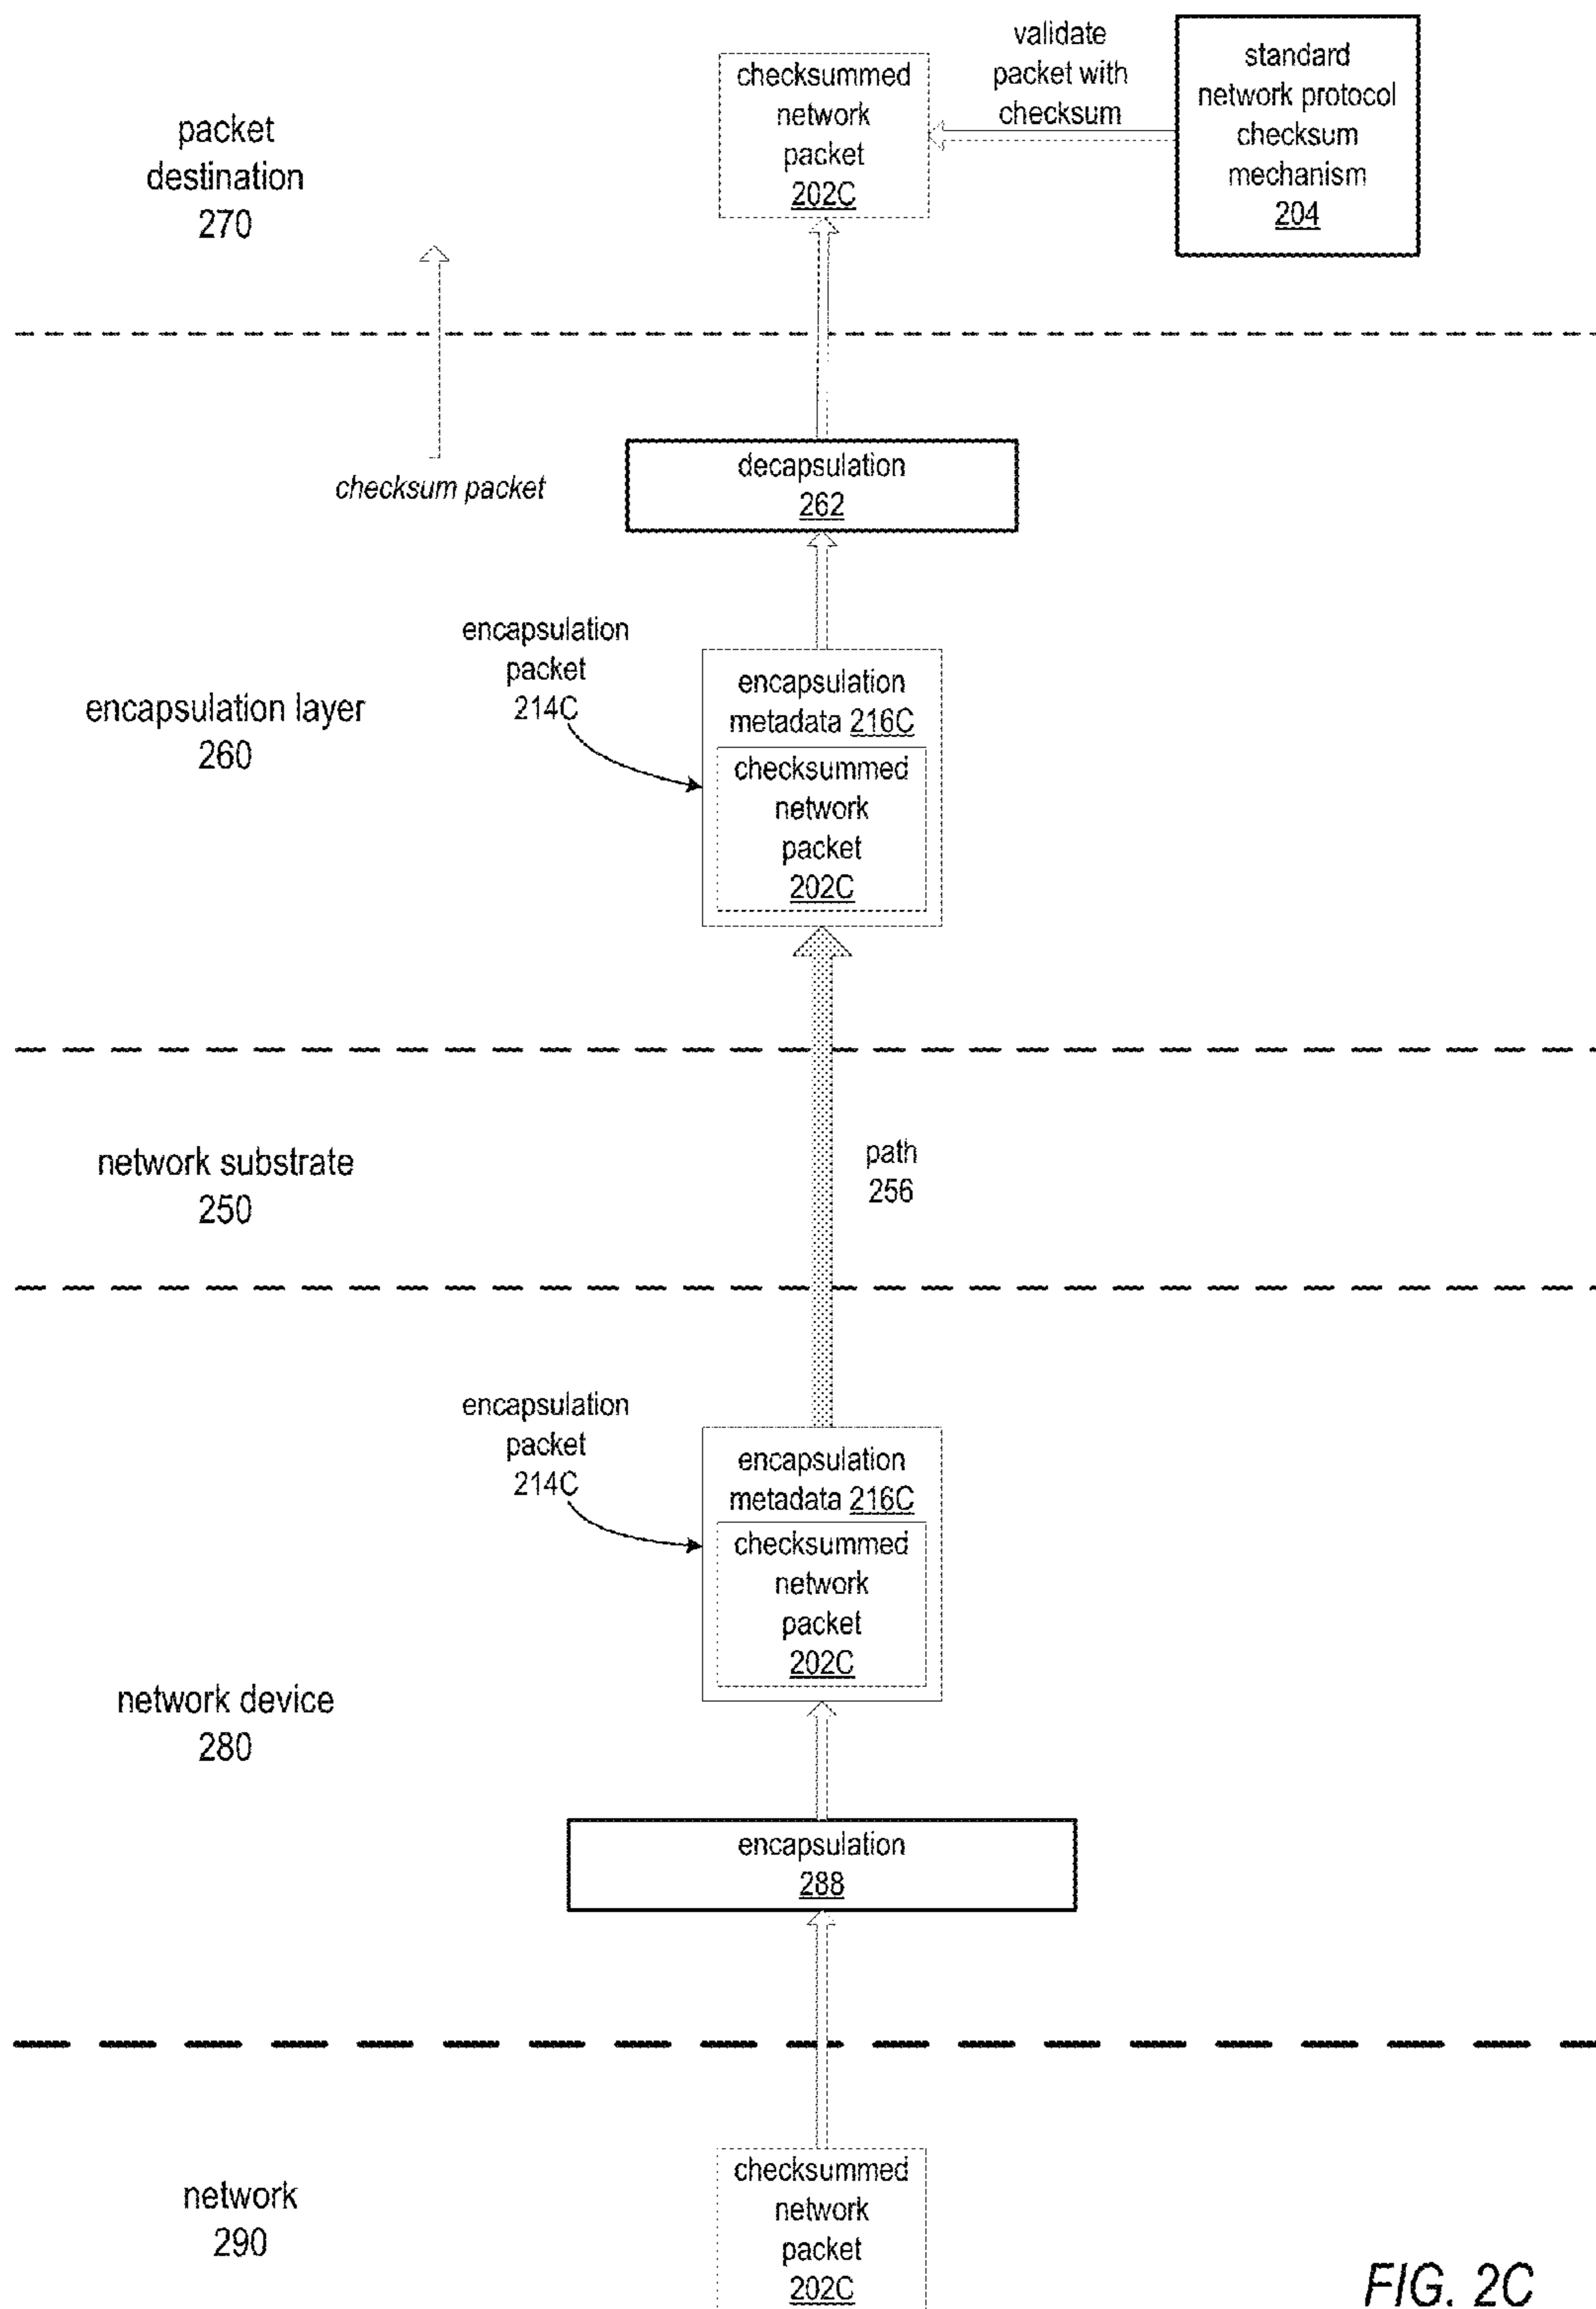 validate
packet with
checksum
standard
network protocol
checksum
mechanism
204
checksummed
network
packet
202C
packet
destination
270
checksum packet
decapsulation
262
encapsulation
packet
214C
encapsulation
metadata 216C
checksummed
network
packet
202C
encapsulation layer
260
network substrate
250
path
256
encapsulation
packet
214C
encapsulation
metadata 216C
checksummed
network
packet
202C
network device
280
encapsulation
288
network
290
checksummed
network
packet
202C
FIG. 2C